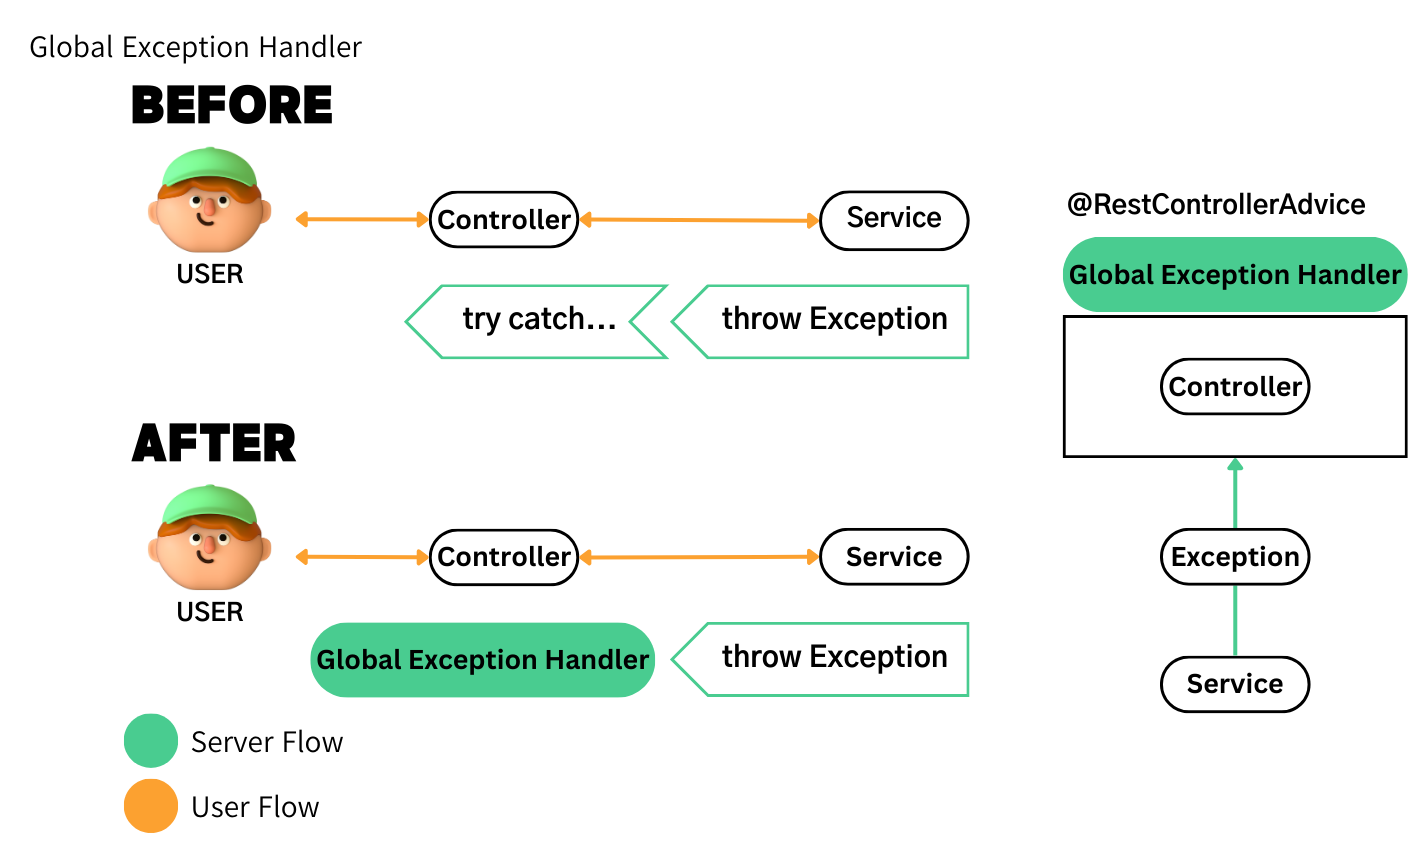 Global Exception Handler
BEFORE
USER
Controller
Service
try catch...
throw Exception
AFTER
USER
Controller
Service
Global Exception Handler
throw Exception
Server Flow
User Flow
@RestControllerAdvice
Global Exception Handler
Controller
Exception
Service